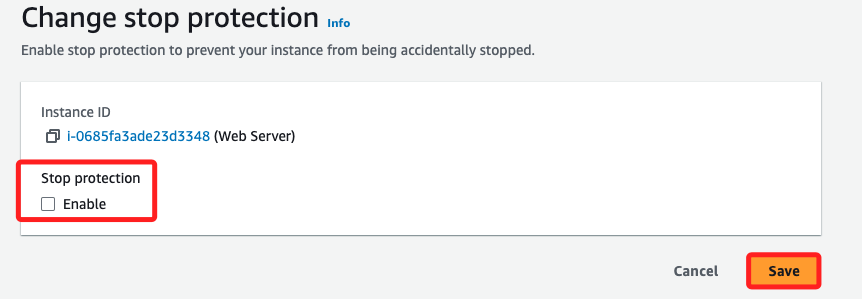 Change stop protection Info
Enable stop protection to prevent your instance from being accidentally stopped.
Instance ID
i-0685fa3ade23d3348 (Web Server)
Stop protection
Enable
Cancel Save